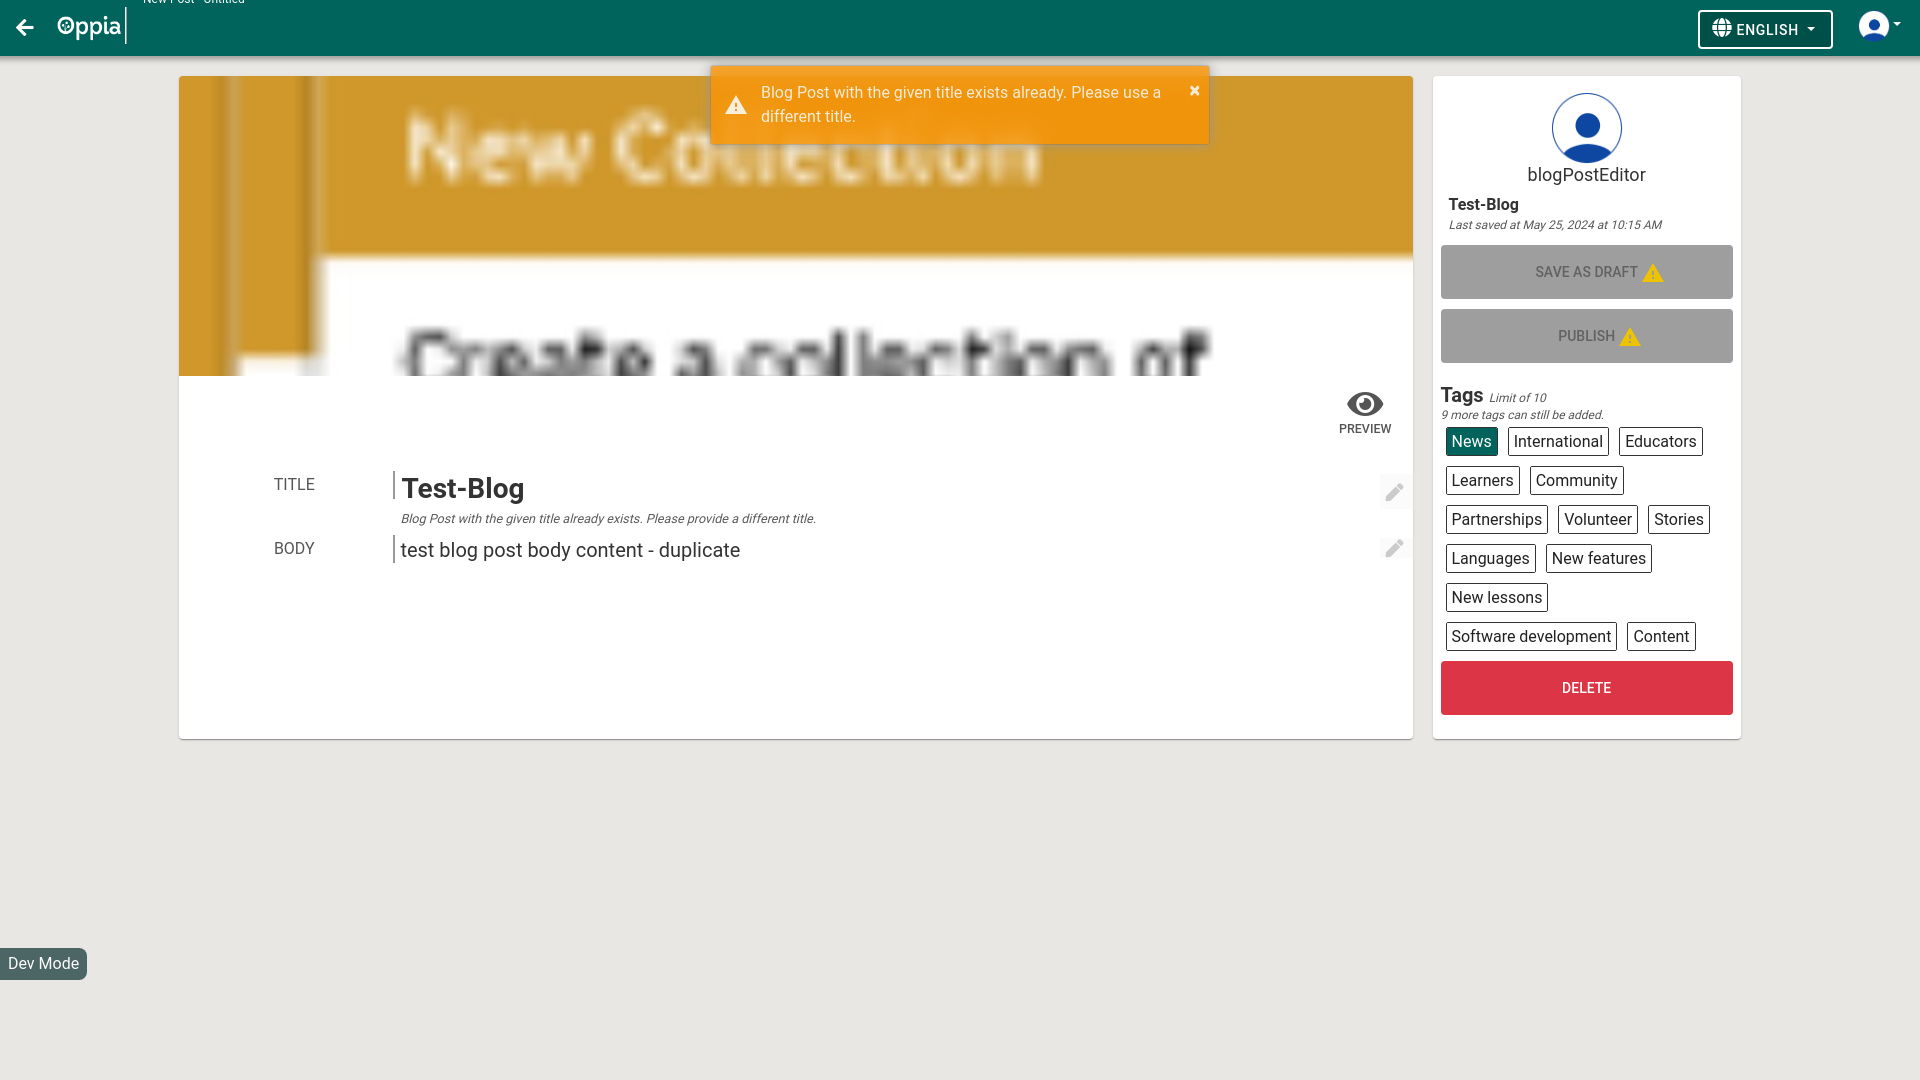 New Post - Untitled
Oppia
ENGLISH
Blog Post with the given title exists already. Please use a
different title.
×
New Collection
Create a collection of
PREVIEW
TITLE
Test-Blog
Blog Post with the given title already exists. Please provide a different title.
BODY
test blog post body content - duplicate
blogPostEditor
Test-Blog
Last saved at May 25, 2024 at 10:15 AM
SAVE AS DRAFT
PUBLISH
Tags Limit of 10
9 more tags can still be added.
News International Educators
Learners Community
Partnerships Volunteer Stories
Languages New features
New lessons
Software development Content
DELETE
Dev Mode